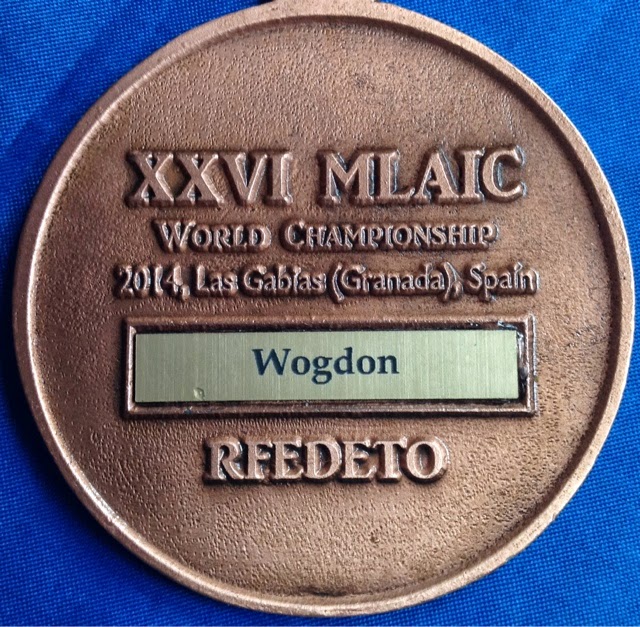 XXVI MLAIC
World Championship
2014, Las Gabias (Granada), Spain
Wogdon
RFEDETO